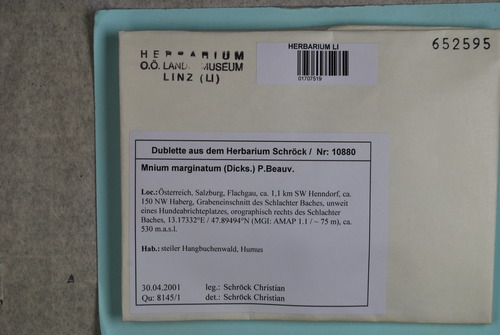 HERBARIUM
O.Ö. LANDESMUSEUM
LINZ (LI)
HERBARIUM LI
01707519
652595
Dublette aus dem Herbarium Schröck / Nr: 10880
Mnium marginatum (Dicks.) P.Beauv.
Loc.: Österreich, Salzburg, Flachgau, ca. 1,1 km SW Henndorf, ca.
150 NW Haberg, Grabeneinschnitt des Schlachter Baches, unweit
eines Hundeabrichteplatzes, orographisch rechts des Schlachter
Baches, 13.17332°E / 47.89494°N (MGI: AMAP 1.1 / ~ 75 m), ca.
530 m.a.s.l.
Hab.: steiler Hangbuchenwald, Humus
30.04.2001 leg.: Schröck Christian
Qu: 8145/1 det.: Schröck Christian